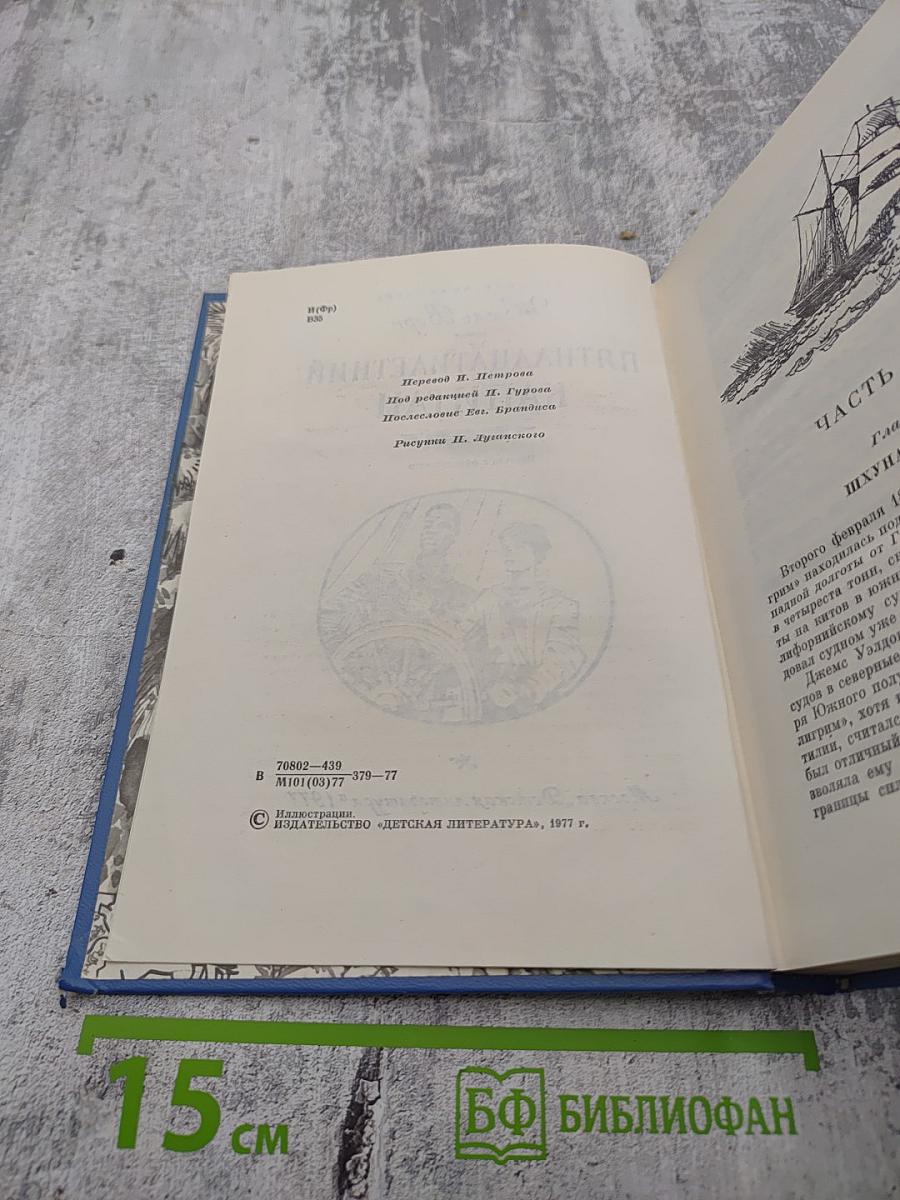 И(Фр)
В35
Перевод И. Петрова
Под редакцией П. Гурова
Послесловие Евг. Брандиса
Рисунки П. Луганского
В 70802—439
М101(03)77 —379—77
© Иллюстрации.
ИЗДАТЕЛЬСТВО «ДЕТСКАЯ ЛИТЕРАТУРА», 1977 г.
ЧАСТЬ
Гла
ШХУНА
Второго февраля 18
грим» находилась под
падной долготы от Г
в четыреста тонн, сн
ты на китов в южн
лифорнийскому су
довал судном уже
Джемс Уэлдо
судов в северные
ря Южного полу
лигрим», хотя и
тилии, считался
был отличный
зволяла ему
границы спл
15 см
БФ БИБЛИОФАН